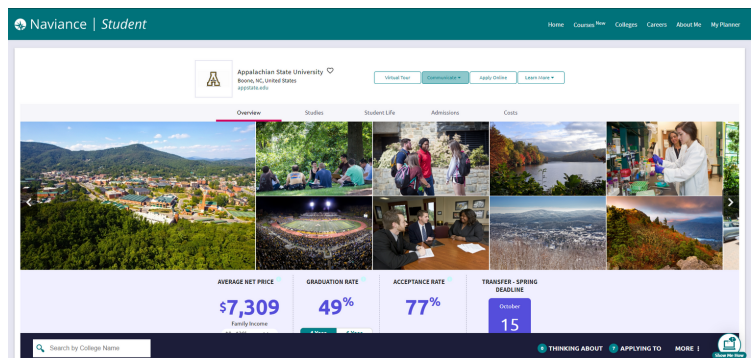 Naviance | Student
Home Courses New Colleges Careers About Me My Planner
Appalachian State University
Boone, NC, United States
appstate.edu
Virtual Tour Communicate Apply Online Learn More
Overview Studies Student Life Admissions Costs
AVERAGE NET PRICE GRADUATION RATE ACCEPTANCE RATE TRANSFER - SPRING
DEADLINE
$7,309 49% 77% October
15
Family Income
Search by College Name THINKING ABOUT APPLYING TO MORE
Show Me How